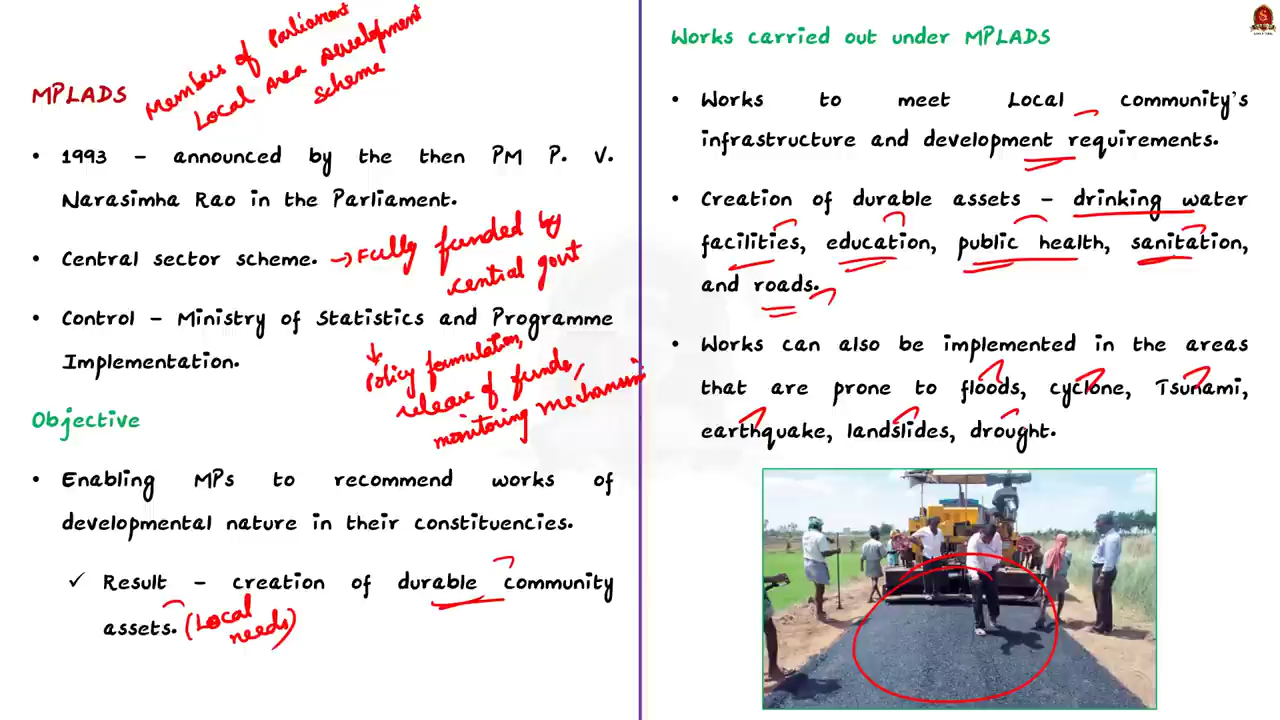 MPLADS
Members of Parliament
Local Area Development
scheme
• 1993 – announced by the then PM P. V.
Narasimha Rao in the Parliament.
• Central sector scheme. → Fully funded by
central govt
• Control – Ministry of Statistics and Programme
Implementation.
↓
Policy formulation,
release of funds,
monitoring mechanism
Objective
• Enabling MPs to recommend works of
developmental nature in their constituencies.
✓ Result – creation of durable community
assets. (Local
needs)
Works carried out under MPLADS
• Works to meet Local community's
infrastructure and development requirements.
• Creation of durable assets – drinking water
facilities, education, public health, sanitation,
and roads.
• Works can also be implemented in the areas
that are prone to floods, cyclone, Tsunami,
earthquake, landslides, drought.